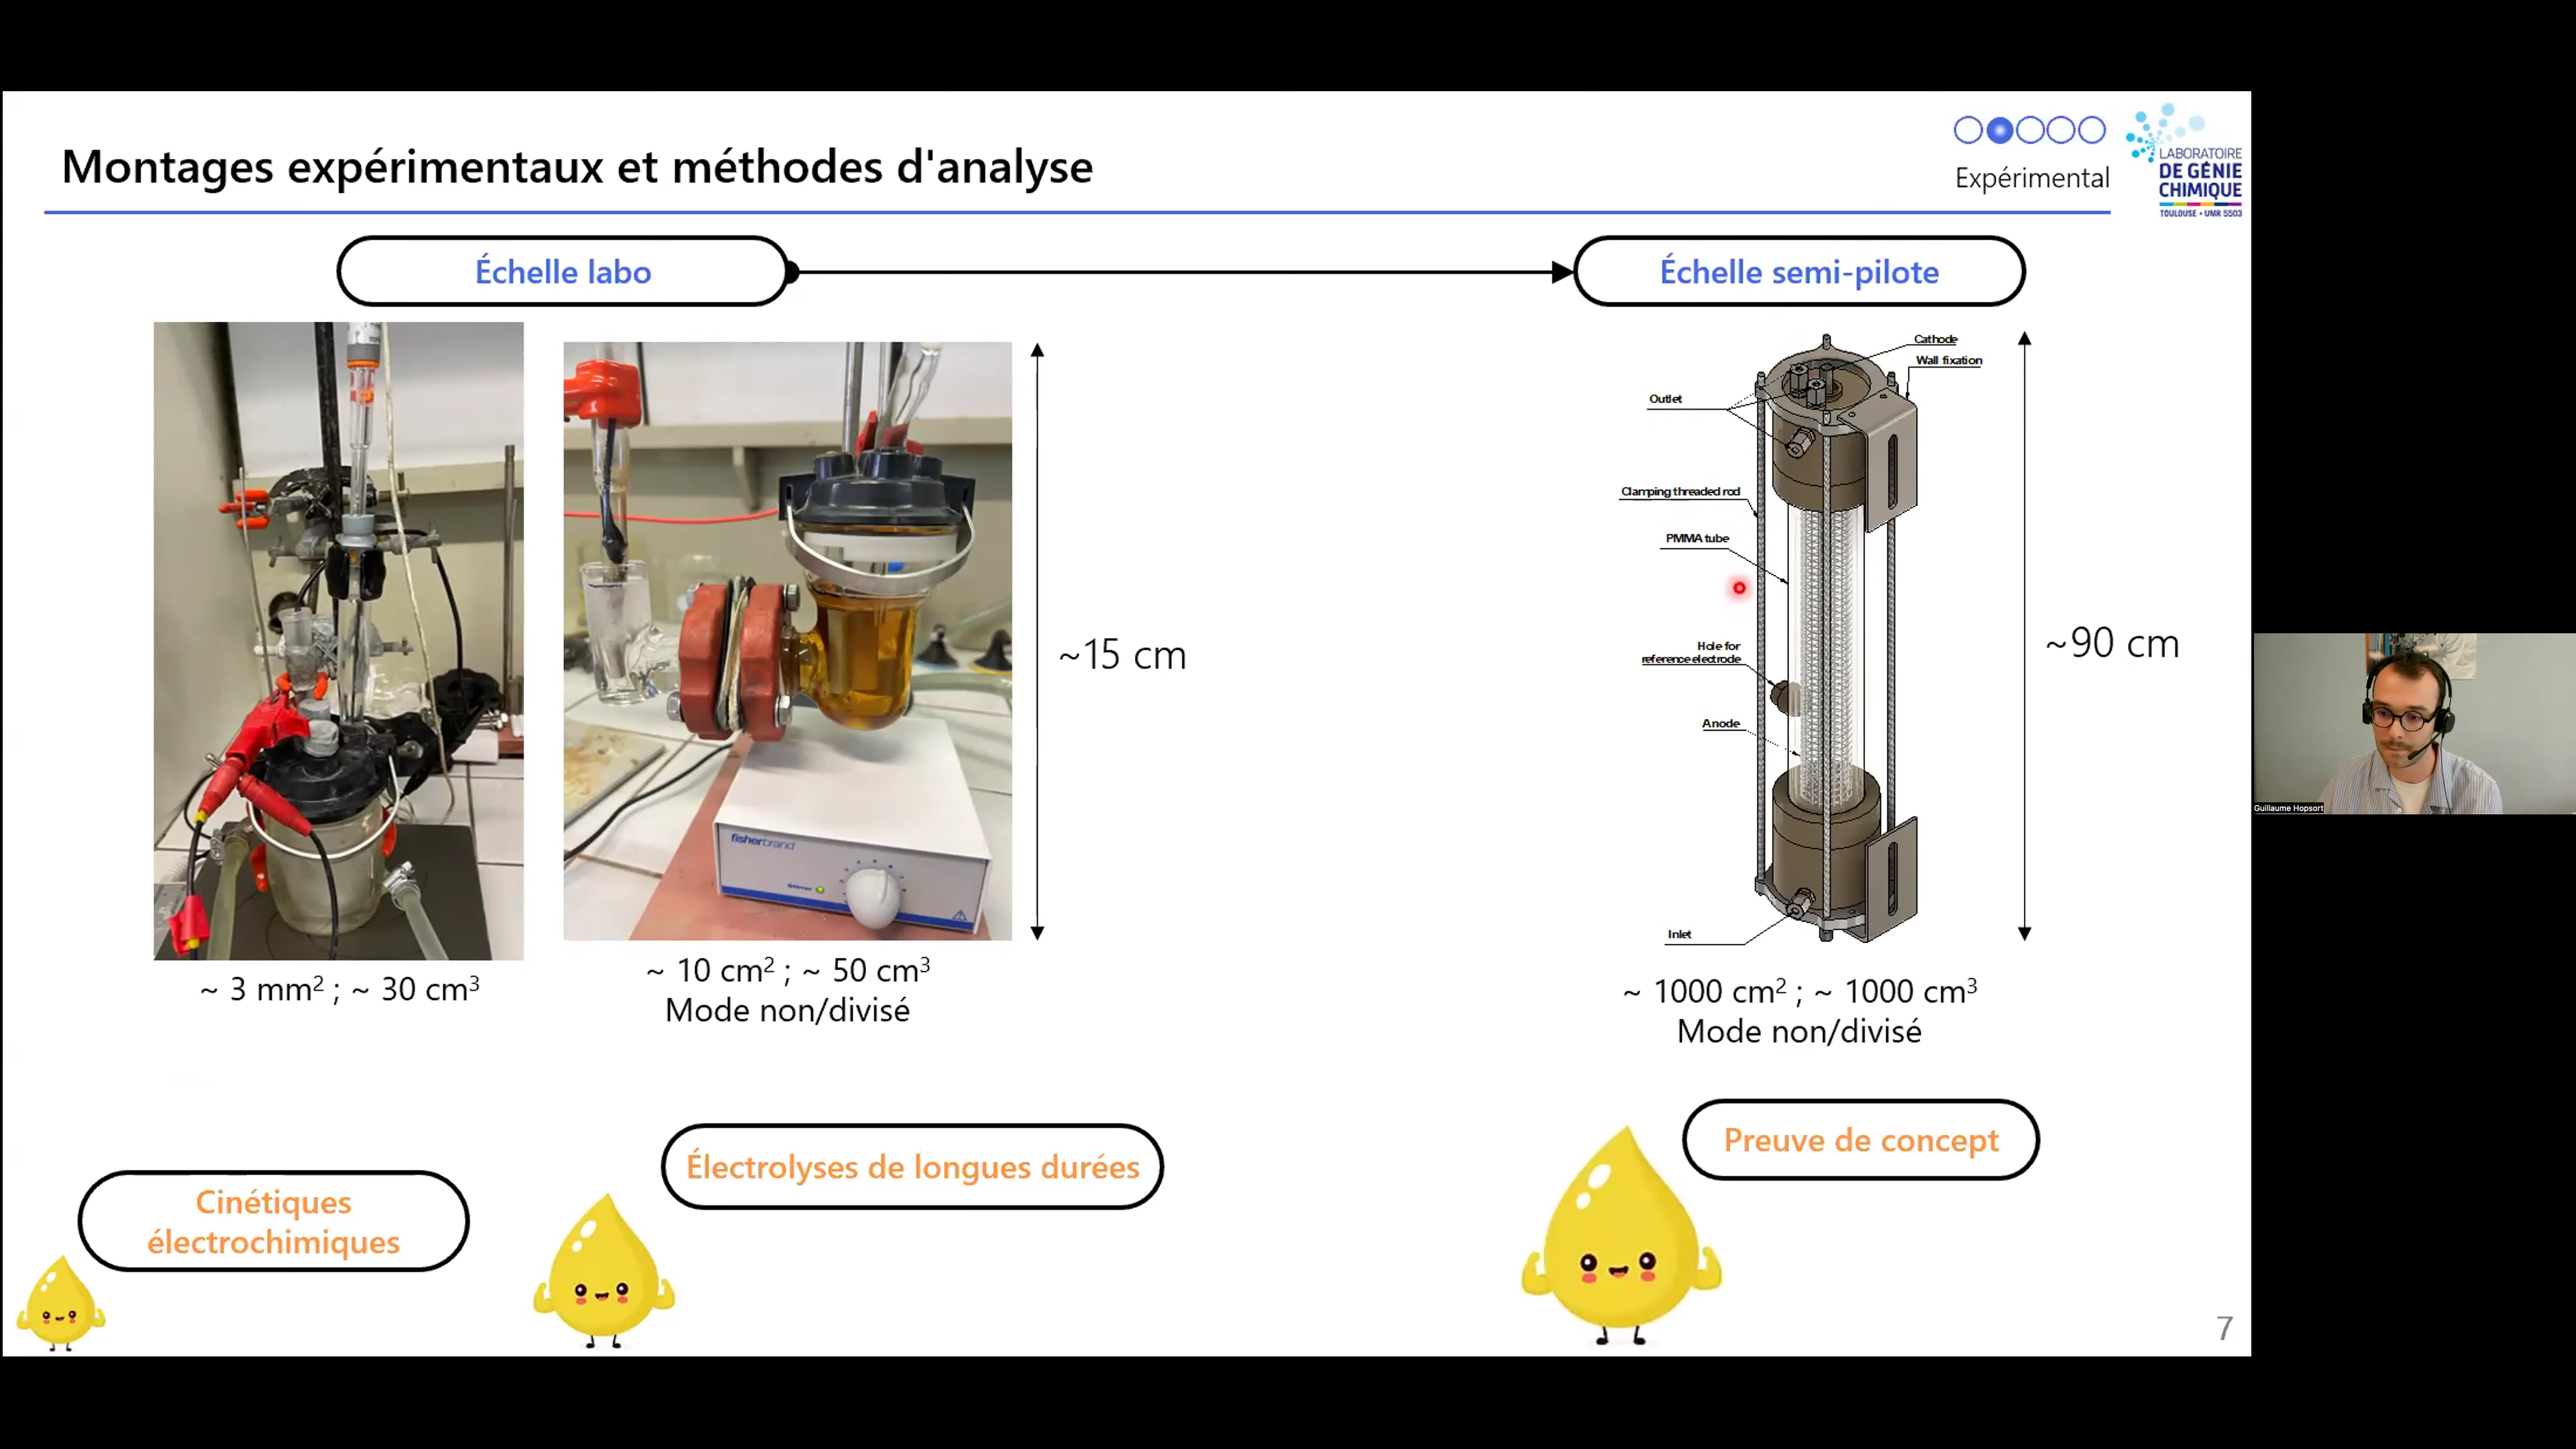 Montages expérimentaux et méthodes d'analyse
Expérimental
LABORATOIRE
DE GÉNIE
CHIMIQUE
TOULOUSE • UMR 5503
Échelle labo
Échelle semi-pilote
fisherbrand
~15 cm
Cathode
Wall fixation
Outlet
Clamping threaded rod
PMMA tube
Hole for
reference electrode
Anode
Inlet
~90 cm
~ 3 mm² ; ~ 30 cm³
~ 10 cm² ; ~ 50 cm³
Mode non/divisé
~ 1000 cm² ; ~ 1000 cm³
Mode non/divisé
Cinétiques
électrochimiques
Électrolyses de longues durées
Preuve de concept
7
Guillaume Hopsort